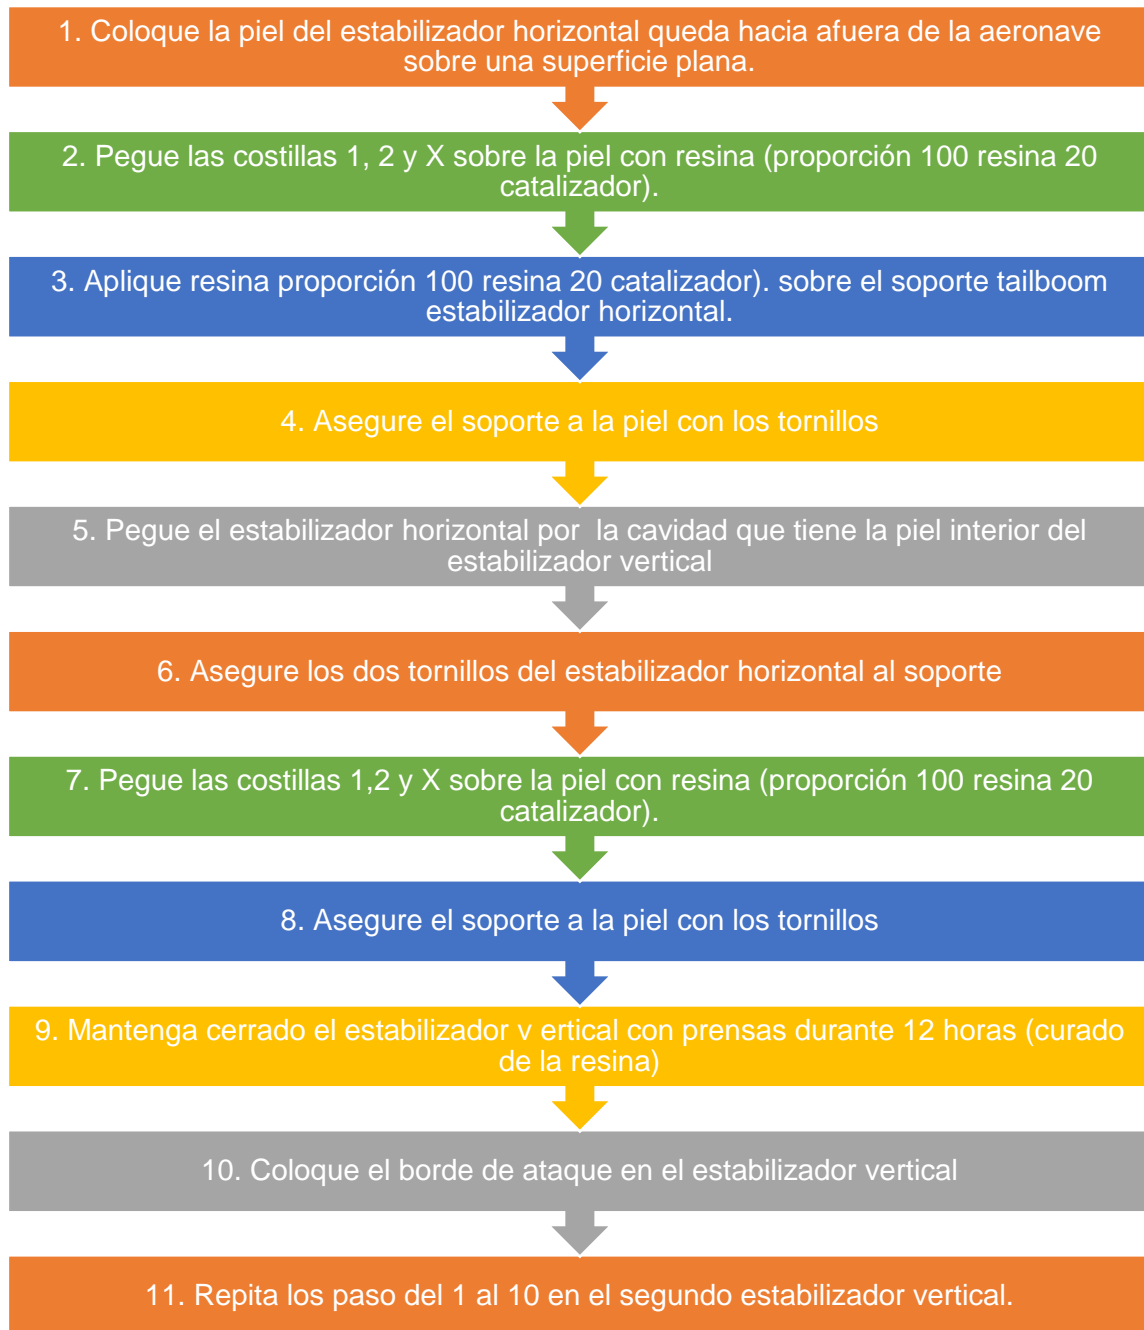 1. Coloque la piel del estabilizador horizontal queda hacia afuera de la aeronave
sobre una superficie plana.
2. Pegue las costillas 1, 2 y X sobre la piel con resina (proporción 100 resina 20
catalizador).
3. Aplique resina proporción 100 resina 20 catalizador). sobre el soporte tailboom
estabilizador horizontal.
4. Asegure el soporte a la piel con los tornillos
5. Pegue el estabilizador horizontal por  la cavidad que tiene la piel interior del
estabilizador vertical
6. Asegure los dos tornillos del estabilizador horizontal al soporte
7. Pegue las costillas 1,2 y X sobre la piel con resina (proporción 100 resina 20
catalizador).
8. Asegure el soporte a la piel con los tornillos
9. Mantenga cerrado el estabilizador v ertical con prensas durante 12 horas (curado
de la resina)
10. Coloque el borde de ataque en el estabilizador vertical
11. Repita los paso del 1 al 10 en el segundo estabilizador vertical.